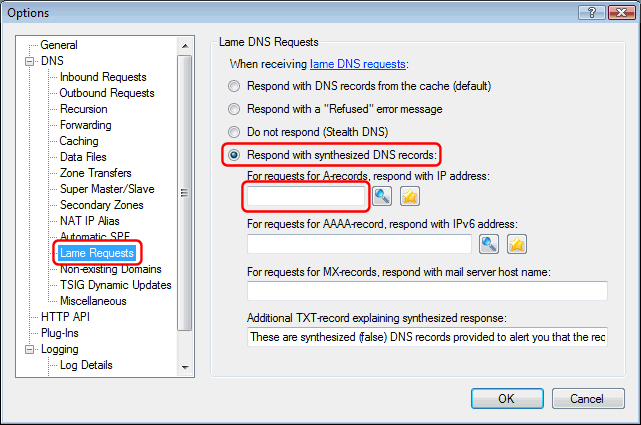 Options
General
DNS
Inbound Requests
Outbound Requests
Recursion
Forwarding
Caching
Data Files
Zone Transfers
Super Master/Slave
Secondary Zones
NAT IP Alias
Automatic SPF
Lame Requests
Non-existing Domains
TSIG Dynamic Updates
Miscellaneous
HTTP API
Plug-Ins
Logging
Log Details
Lame DNS Requests
When receiving lame DNS requests:
Respond with DNS records from the cache (default)
Respond with a "Refused" error message
Do not respond (Stealth DNS)
Respond with synthesized DNS records:
For requests for A-records, respond with IP address:
For requests for AAAA-record, respond with IPv6 address:
For requests for MX-records, respond with mail server host name:
Additional TXT-record explaining synthesized response:
These are synthesized (false) DNS records provided to alert you that the rec
OK
Cancel